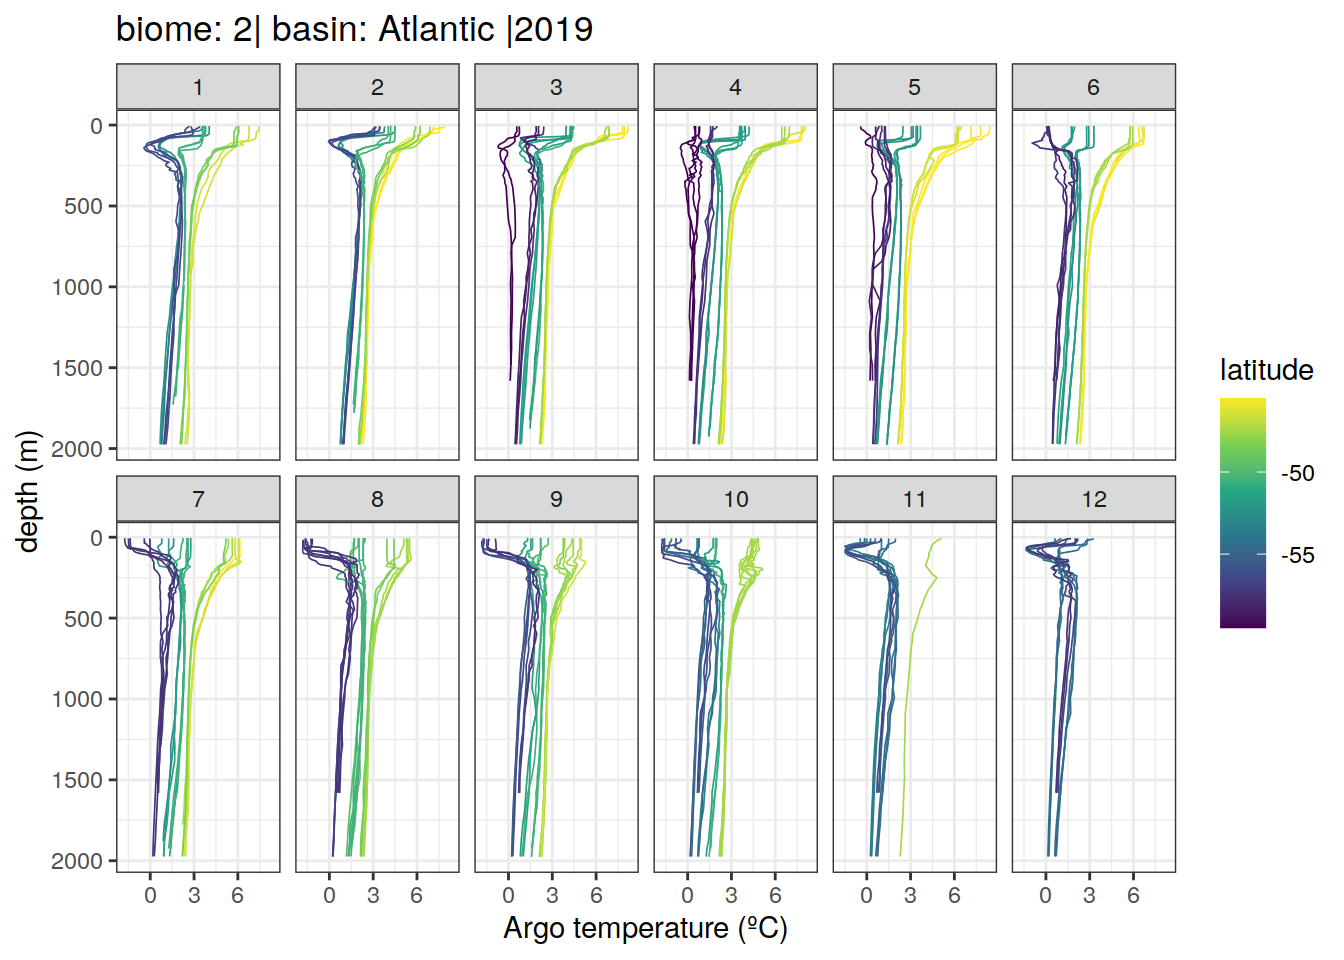 biome: 2| basin: Atlantic |2019
1 2 3 4 5 6
0
500
1000
1500
2000
7 8 9 10 11 12
0
500
1000
1500
2000
0 3 6 0 3 6 0 3 6 0 3 6 0 3 6 0 3 6
Argo temperature (ºC)
depth (m)
latitude
-50
-55